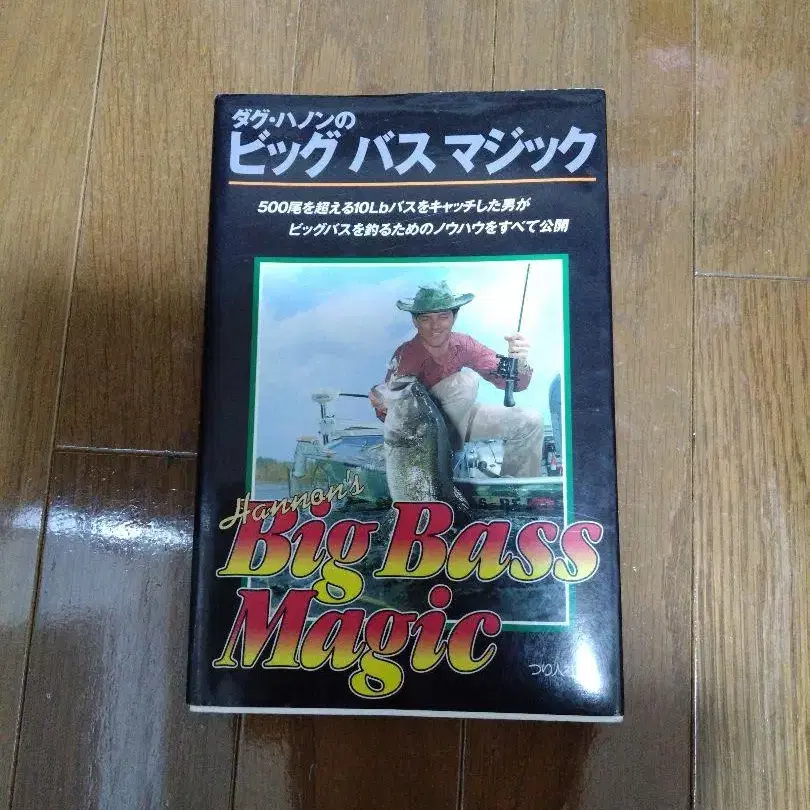 ダグ・ハノンの
ビッグ バス マジック
500尾を超える10Lbバスをキャッチした男が
ビッグバスを釣るためのノウハウをすべて公開
Hannon's
Big Bass
Magic
つり人